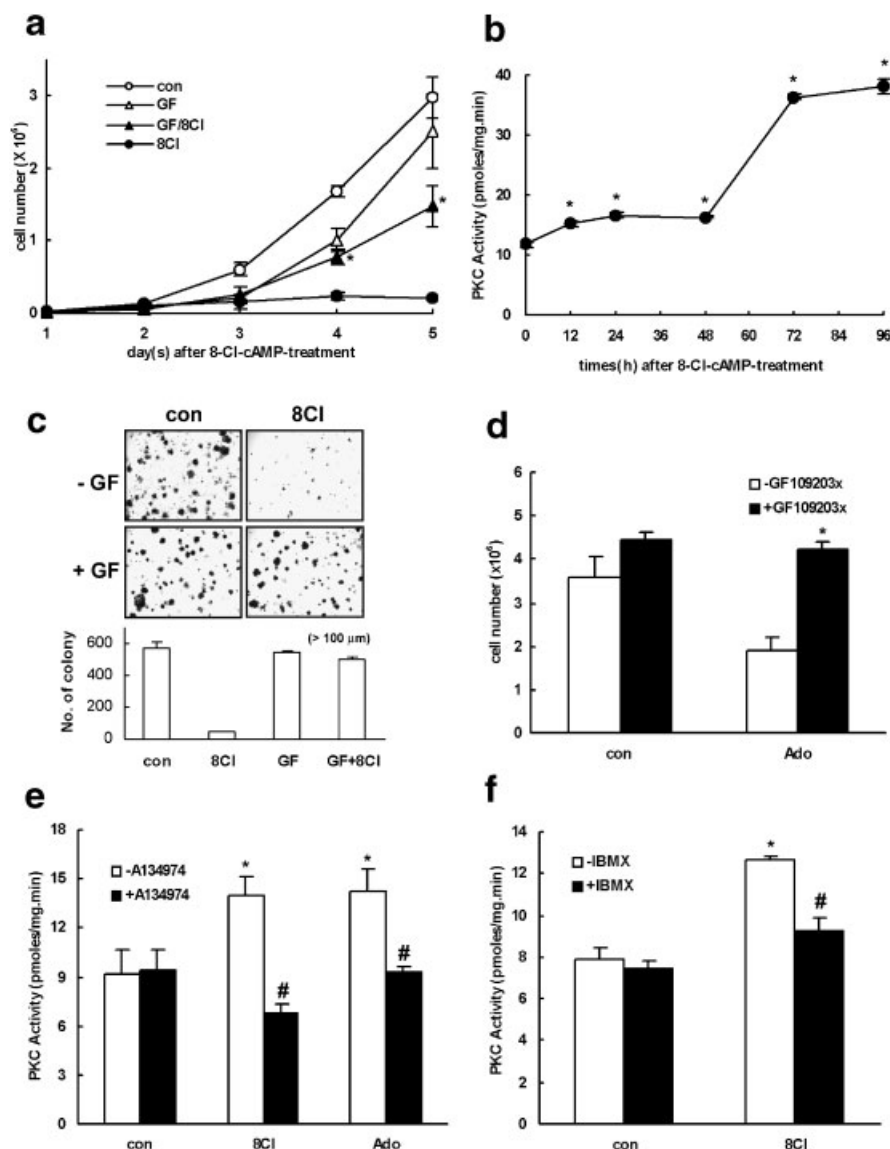 a
cell number (X 10⁶)
3
2
1
0
con
GF
GF/8Cl
8Cl
*
*
1 2 3 4 5
day(s) after 8-Cl-cAMP-treatment
b
PKC Activity (pmoles/mg.min)
40
30
20
10
0
* * * * *
0 12 24 36 48 60 72 84 96
times(h) after 8-Cl-cAMP-treatment
c
con 8Cl
- GF
+ GF
No. of colony
600
400
200
0
(> 100 μm)
con 8Cl GF GF+8Cl
d
cell number (x10⁶)
6
5
4
3
2
1
0
-GF109203x
+GF109203x
*
con Ado
e
PKC Activity (pmoles/mg.min)
18
15
12
9
6
3
0
-A134974
+A134974
* *
# #
con 8Cl Ado
f
PKC Activity (pmoles/mg.min)
14
12
10
8
6
4
2
0
-IBMX
+IBMX
*
#
con 8Cl